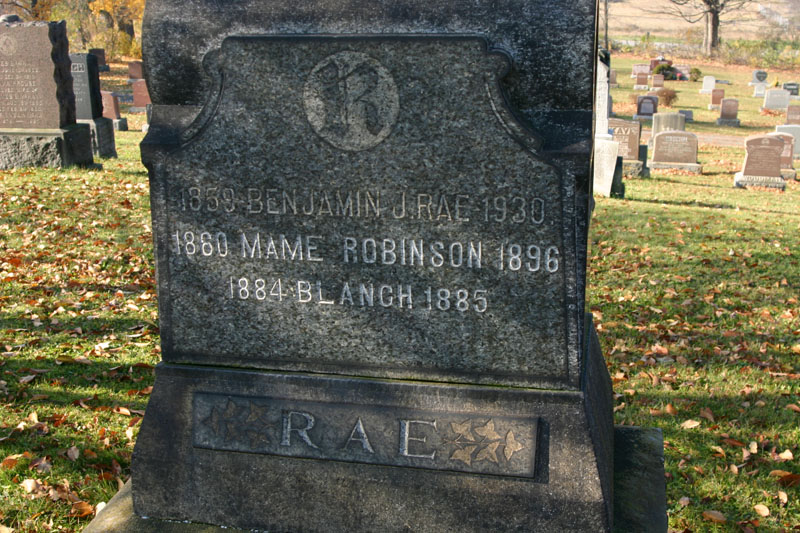 R
1859 BENJAMIN J. RAE 1930
1860 MAME ROBINSON 1896
1884 BLANCH 1885
RAE